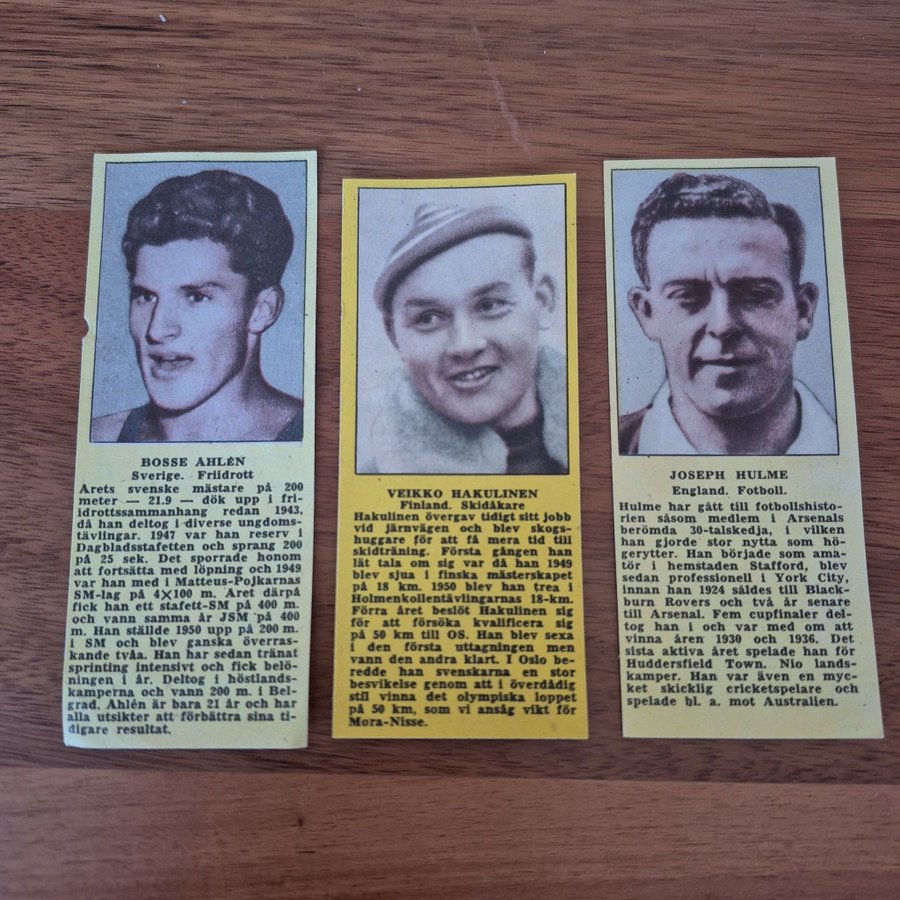 BOSSE AHLÉN
Sverige. Friidrott
Årets svenske mästare på 200
meter — 21.9 — dök upp i fri-
idrottssammanhang redan 1943,
då han deltog i diverse ungdoms-
tävlingar. 1947 var han reserv i
Dagbladsstafetten och sprang 200
på 25 sek. Det sporrade honom
att fortsätta med löpning och 1949
var han med i Matteus-Pojkarnas
SM-lag på 4×100 m. Året därpå
fick han ett stafett-SM på 400 m.
och vann samma år JSM på 400
m. Han ställde 1950 upp på 200 m.
i SM och blev ganska överras-
kande tvåa. Han har sedan tränat
sprinting intensivt och fick belö-
ningen i år. Deltog i höstlands-
kamperna och vann 200 m. i Bel-
grad. Ahlén är bara 21 år och har
alla utsikter att förbättra sina ti-
digare resultat.
VEIKKO HAKULINEN
Finland. Skidåkare
Hakulinen övergav tidigt sitt jobb
vid järnvägen och blev skogs-
huggare för att få mera tid till
skidträning. Första gången han
lät tala om sig var då han 1949
blev sjua i finska mästerskapet
på 18 km. 1950 blev han trea i
Holmenkollentävlingarnas 18-km.
Förra året beslöt Hakulinen sig
för att försöka kvalificera sig
på 50 km till OS. Han blev sexa
i den första uttagningen men
vann den andra klart. I Oslo be-
redde han svenskarna en stor
besvikelse genom att i överdådig
stil vinna det olympiska loppet
på 50 km, som vi ansåg vikt för
Mora-Nisse.
JOSEPH HULME
England. Fotboll.
Hulme har gått till fotbollshisto-
rien såsom medlem i Arsenals
berömda 30-talskedja, i vilken
han gjorde stor nytta som hö-
gerytter. Han började som ama-
tör i hemstaden Stafford, blev
sedan professionell i York City,
innan han 1924 såldes till Black-
burn Rovers och två år senare
till Arsenal. Fem cupfinaler del-
tog han i och var med om att
vinna åren 1930 och 1936. Det
sista aktiva året spelade han för
Huddersfield Town. Nio lands-
kamper. Han var även en myc-
ket skicklig cricketspelare och
spelade bl. a. mot Australien.